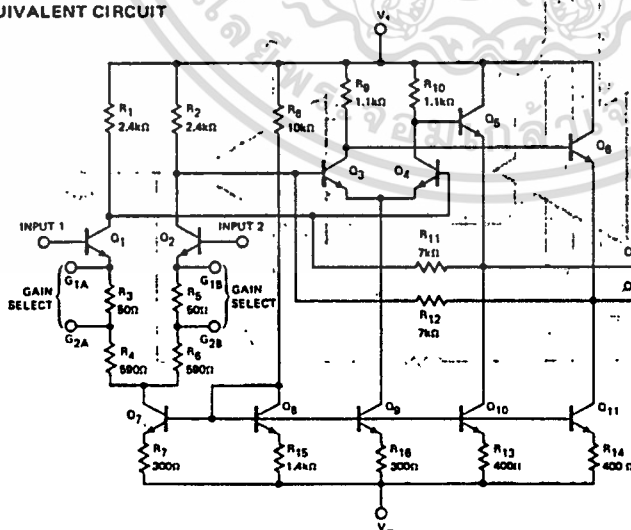 UIVALENT CIRCUIT
V+
R1
2.4kΩ
R2
2.4kΩ
R8
10kΩ
R9
1.1kΩ
R10
1.1kΩ
Q5
Q6
Q3
Q4
INPUT 1
Q1
Q2
INPUT 2
R11
7kΩ
R12
7kΩ
O
O
G1A
G1B
GAIN
SELECT
GAIN
SELECT
R3
50Ω
R5
50Ω
G2A
G2B
R4
590Ω
R6
590Ω
Q7
Q8
Q9
Q10
Q11
R7
300Ω
R15
1.4kΩ
R16
300Ω
R13
400Ω
R14
400 Ω
V–